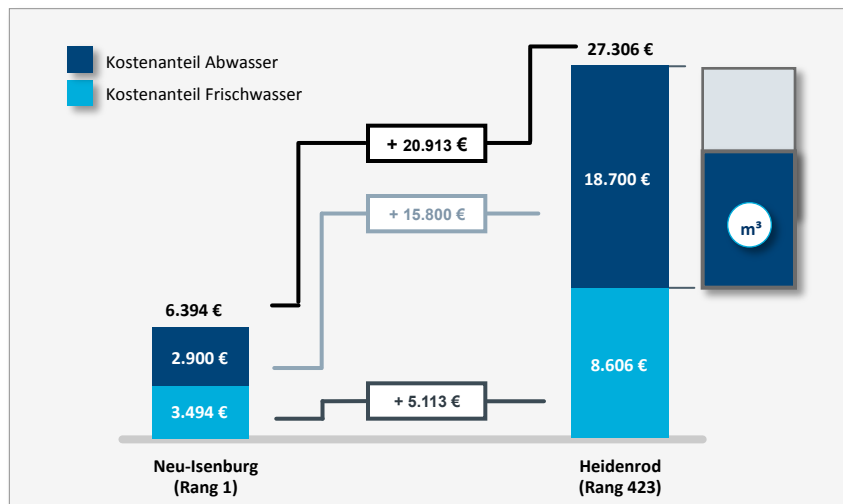 Kostenanteil Abwasser
Kostenanteil Frischwasser
27.306 €
+ 20.913 €
18.700 €
+ 15.800 €
m³
6.394 €
2.900 €
8.606 €
+ 5.113 €
3.494 €
Neu-Isenburg
(Rang 1)
Heidenrod
(Rang 423)